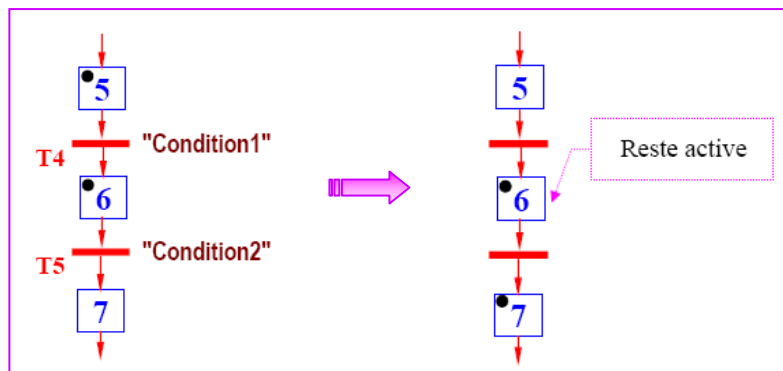 5
T4
"Condition1"
6
T5
"Condition2"
7
5
6
7
Reste active